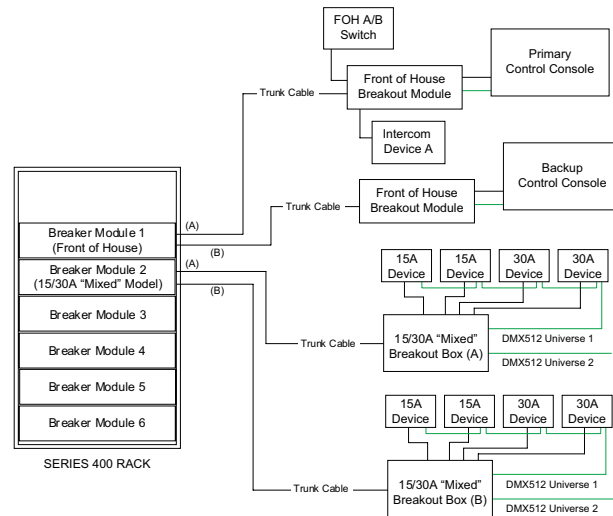 FOH A/B
Switch
Primary
Control Console
Front of House
Breakout Module
Trunk Cable
Intercom
Device A
Backup
Control Console
Front of House
Breakout Module
Trunk Cable
Breaker Module 1
(Front of House)
(A)
(B)
Breaker Module 2
(15/30A “Mixed” Model)
(A)
(B)
Breaker Module 3
Breaker Module 4
Breaker Module 5
Breaker Module 6
SERIES 400 RACK
15A
Device
15A
Device
30A
Device
30A
Device
15/30A “Mixed”
Breakout Box (A)
Trunk Cable
DMX512 Universe 1
DMX512 Universe 2
15A
Device
15A
Device
30A
Device
30A
Device
15/30A “Mixed”
Breakout Box (B)
Trunk Cable
DMX512 Universe 1
DMX512 Universe 2